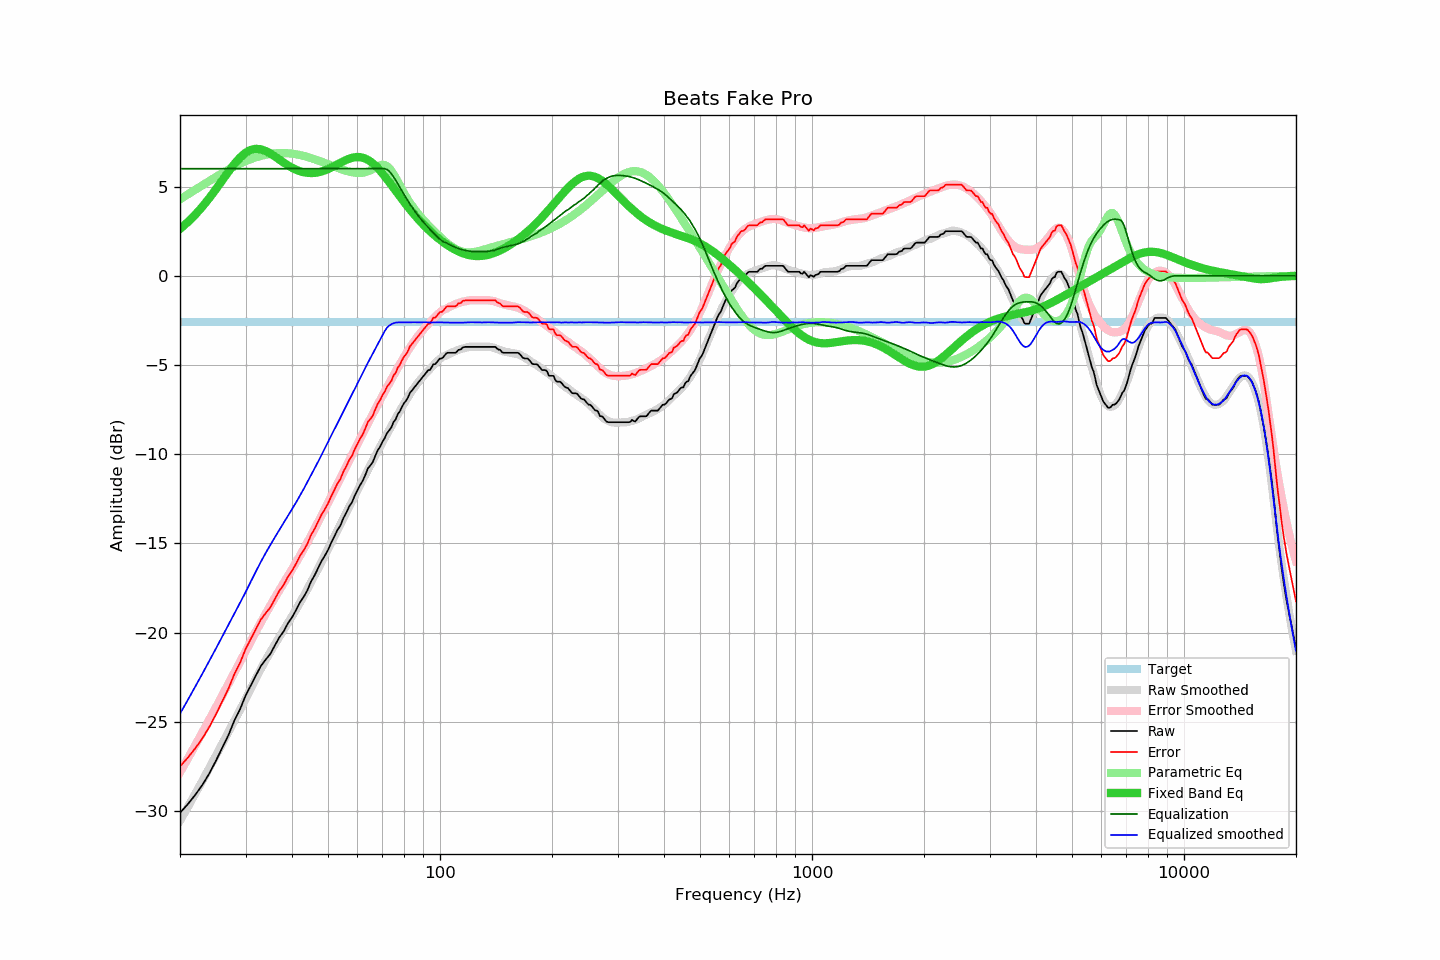 Beats Fake Pro
Amplitude (dBr)
5
0
−5
−10
−15
−20
−25
−30
100
1000
10000
Frequency (Hz)
Target
Raw Smoothed
Error Smoothed
Raw
Error
Parametric Eq
Fixed Band Eq
Equalization
Equalized smoothed